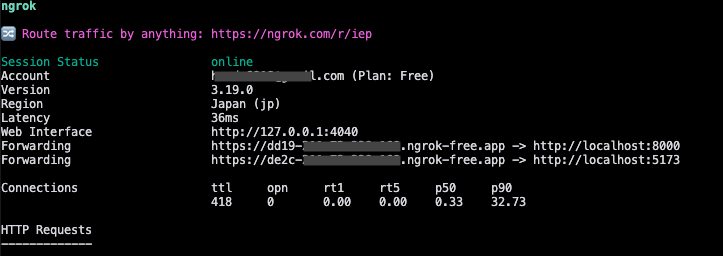 ngrok
Route traffic by anything: https://ngrok.com/r/iep
Session Status online
Account .com (Plan: Free)
Version 3.19.0
Region Japan (jp)
Latency 36ms
Web Interface http://127.0.0.1:4040
Forwarding https://dd19- .ngrok-free.app -> http://localhost:8000
Forwarding https://de2c- .ngrok-free.app -> http://localhost:5173
Connections ttl opn rt1 rt5 p50 p90
418 0 0.00 0.00 0.33 32.73
HTTP Requests
-------------